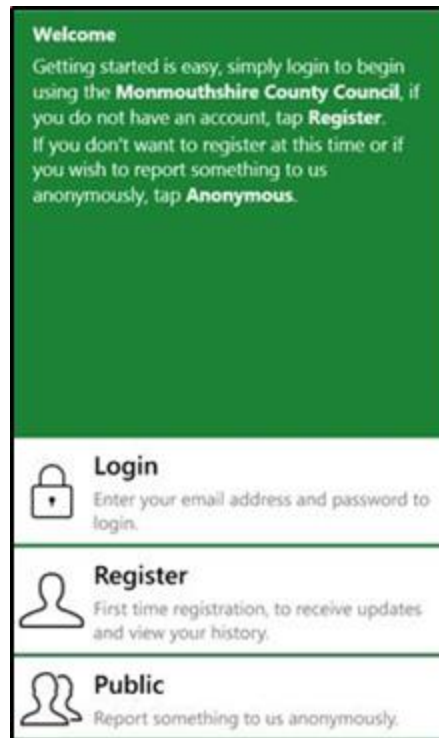 Welcome
Getting started is easy, simply login to begin
using the Monmouthshire County Council, if
you do not have an account, tap Register.
If you don't want to register at this time or if
you wish to report something to us
anonymously, tap Anonymous.
Login
Enter your email address and password to
login.
Register
First time registration, to receive updates
and view your history.
Public
Report something to us anonymously.